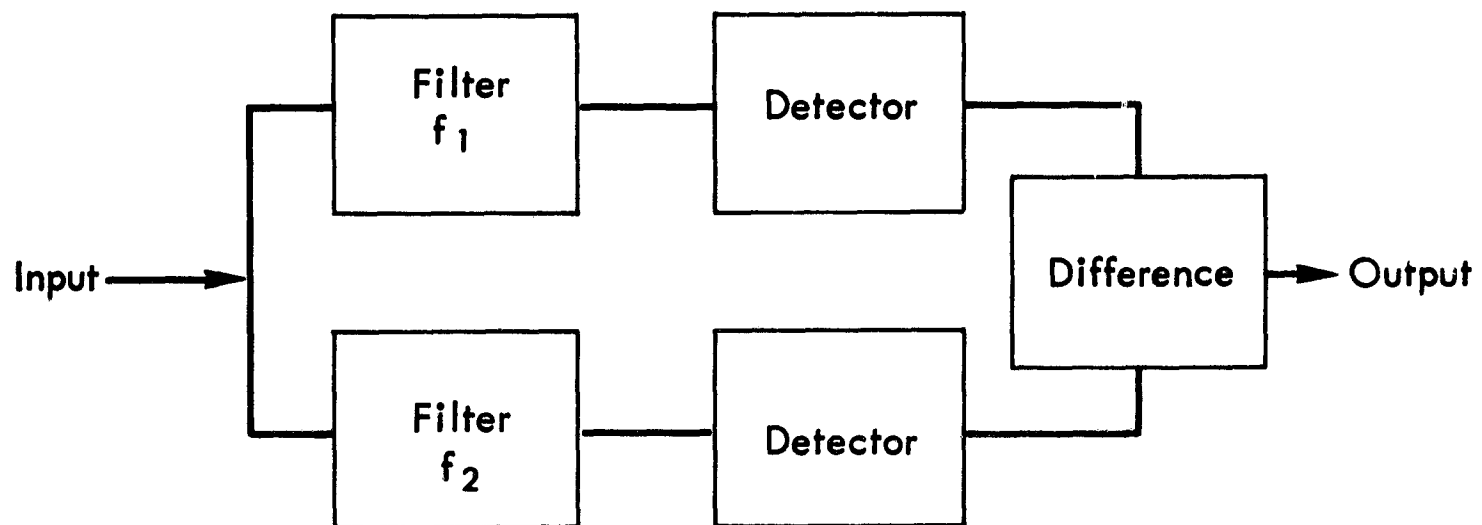 Filter
f1
Detector
Input
Difference
Output
Filter
f2
Detector